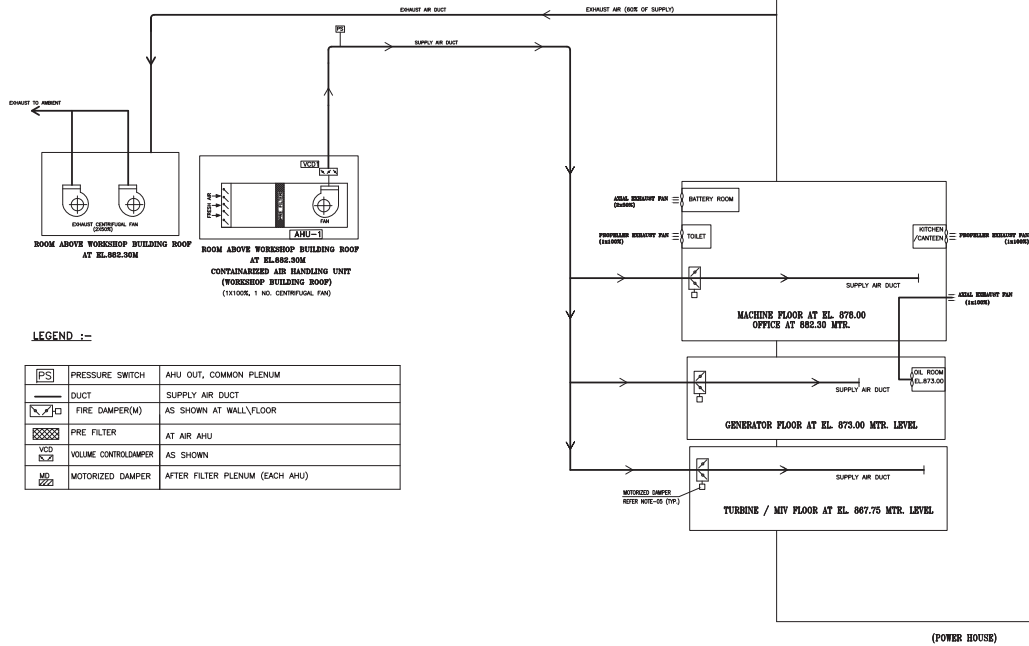 EXHAUST AIR DUCT
EXHAUST AIR (60% OF SUPPLY)
PS
SUPPLY AIR DUCT
EXHAUST TO AMBIENT
EXHAUST CENTRIFUGAL FAN
(2X50%)
ROOM ABOVE WORKSHOP BUILDING ROOF
AT EL.882.30M
VCD1
FRESH AIR
FAN
AHU-1
ROOM ABOVE WORKSHOP BUILDING ROOF
AT EL.882.30M
CONTAINARIZED AIR HANDLING UNIT
(WORKSHOP BUILDING ROOF)
(1X100%, 1 NO. CENTRIFUGAL FAN)
AXIAL EXHAUST FAN
(2x50%)
BATTERY ROOM
PROPELLER EXHAUST FAN
(1x100%)
TOILET
KITCHEN
/CANTEEN
PROPELLER EXHAUST FAN
(1x100%)
SUPPLY AIR DUCT
AXIAL EXHAUST FAN
(1x100%)
MACHINE FLOOR AT EL. 878.00
OFFICE AT 882.30 MTR.
OIL ROOM
EL.873.00
SUPPLY AIR DUCT
GENERATOR FLOOR AT EL. 873.00 MTR. LEVEL
SUPPLY AIR DUCT
MOTORIZED DAMPER
REFER NOTE-05 (TYP.)
TURBINE / MIV FLOOR AT EL. 867.75 MTR. LEVEL
(POWER HOUSE)
LEGEND :-
PS PRESSURE SWITCH AHU OUT, COMMON PLENUM
DUCT SUPPLY AIR DUCT
FIRE DAMPER(M) AS SHOWN AT WALL\FLOOR
PRE FILTER AT AIR AHU
VCD VOLUME CONTROLDAMPER AS SHOWN
MD MOTORIZED DAMPER AFTER FILTER PLENUM (EACH AHU)